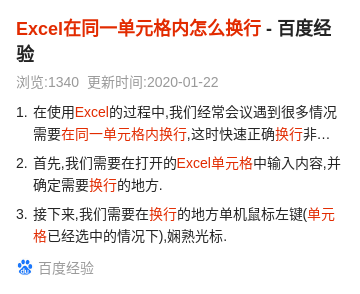 Excel在同一单元格内怎么换行 - 百度经
验
浏览:1340 更新时间:2020-01-22
1. 在使用Excel的过程中,我们经常会议遇到很多情况
需要在同一单元格内换行,这时快速正确换行非...
2. 首先,我们需要在打开的Excel单元格中输入内容,并
确定需要换行的地方.
3. 接下来,我们需要在换行的地方单机鼠标左键(单元
格已经选中的情况下),娴熟光标.
百度经验